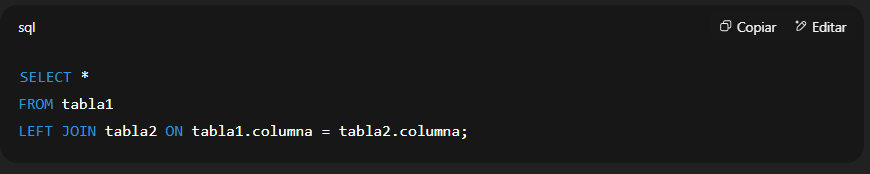 sql
Copiar
Editar
SELECT *
FROM tabla1
LEFT JOIN tabla2 ON tabla1.columna = tabla2.columna;